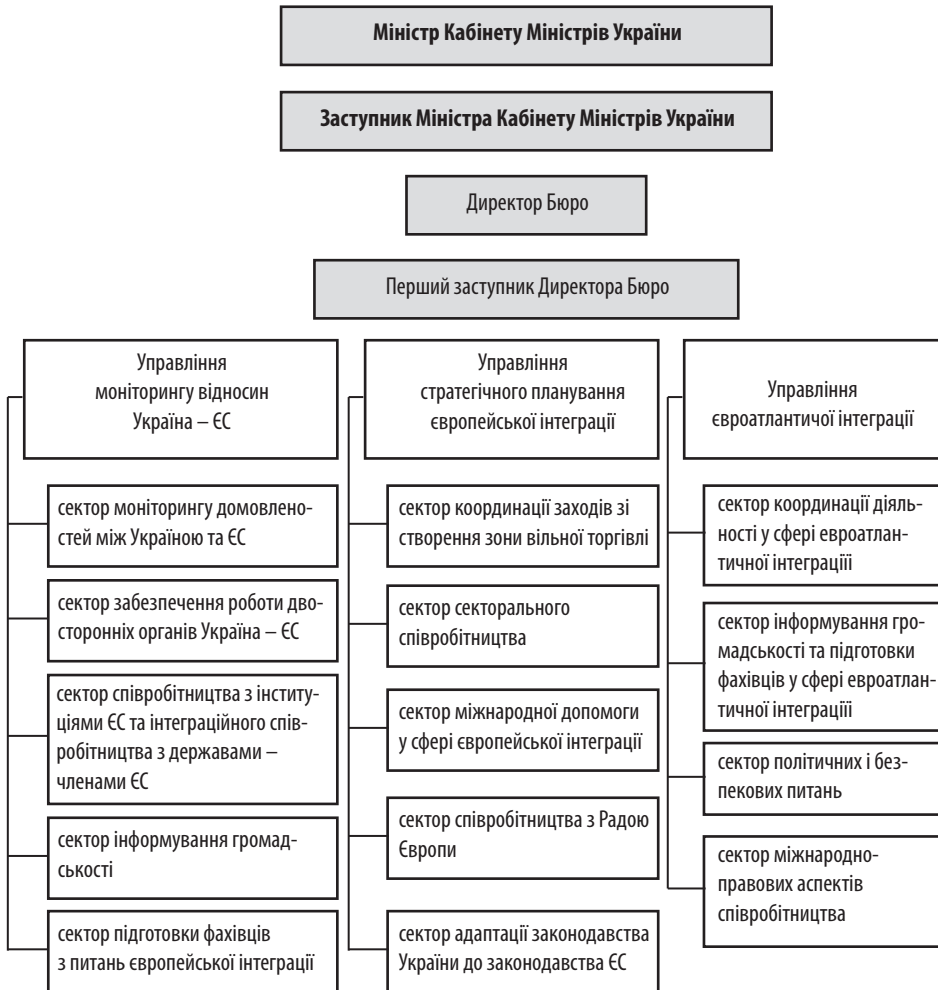 Міністр Кабінету Міністрів України
Заступник Міністра Кабінету Міністрів України
Директор Бюро
Перший заступник Директора Бюро
Управління
моніторингу відносин
Україна – ЄС
сектор моніторингу домовлено-
стей між Україною та ЄС
сектор забезпечення роботи дво-
сторонніх органів Україна – ЄС
сектор співробітництва з інститу-
ціями ЄС та інтеграційного спів-
робітництва з державами –
членами ЄС
сектор інформування громад-
ськості
сектор підготовки фахівців
з питань європейської інтеграції
Управління
стратегічного планування
європейської інтеграції
сектор координації заходів зі
створення зони вільної торгівлі
сектор секторального
співробітництва
сектор міжнародної допомоги
у сфері європейської інтеграції
сектор співробітництва з Радою
Європи
сектор адаптації законодавства
України до законодавства ЄС
Управління
євроатлантичої інтеграції
сектор координації діяль-
ності у сфері евроатлан-
тичної інтеграціїі
сектор інформування гро-
мадськості та підготовки
фахівців у сфері евроатлан-
тичної інтеграціїі
сектор політичних і без-
пекових питань
сектор міжнародно-
правових аспектів
співробітництва